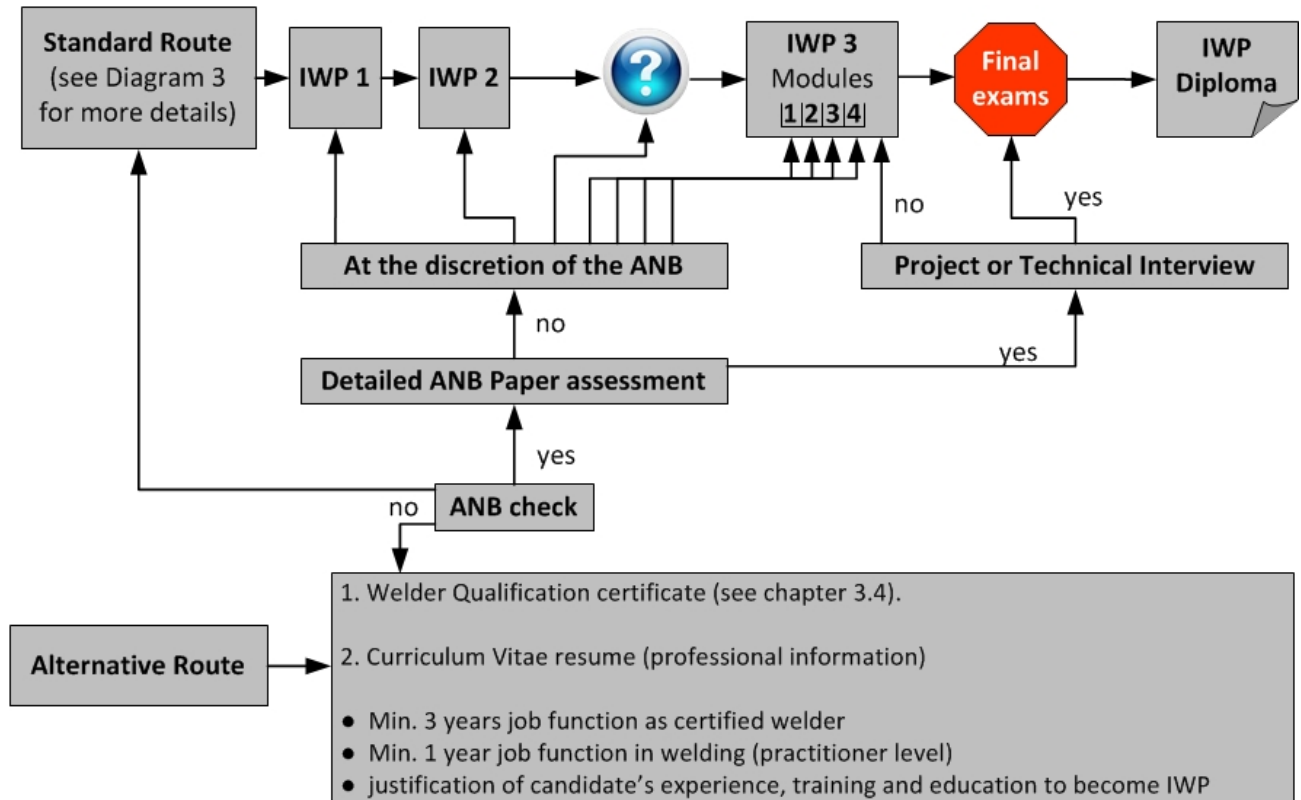 Standard Route
(see Diagram 3
for more details)
IWP 1
IWP 2
?
IWP 3
Modules
1 2 3 4
Final
exams
IWP
Diploma
no
yes
At the discretion of the ANB
Project or Technical Interview
no
yes
Detailed ANB Paper assessment
yes
no
ANB check
Alternative Route
1. Welder Qualification certificate (see chapter 3.4).
2. Curriculum Vitae resume (professional information)
● Min. 3 years job function as certified welder
● Min. 1 year job function in welding (practitioner level)
● justification of candidate’s experience, training and education to become IWP